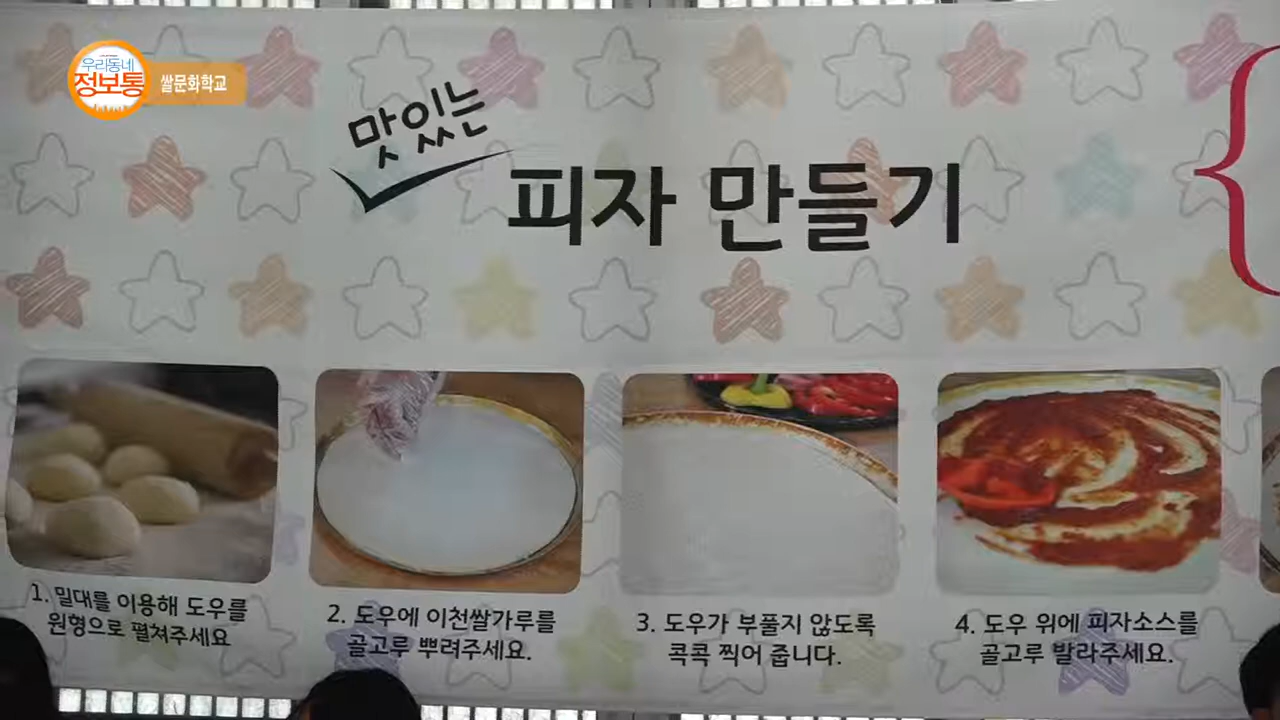 우리동네
정보통
쌀문화학교
맛있는
피자 만들기
1. 밀대를 이용해 도우를
원형으로 펼쳐주세요
2. 도우에 이천쌀가루를
골고루 뿌려주세요.
3. 도우가 부풀지 않도록
콕콕 찍어 줍니다.
4. 도우 위에 피자소스를
골고루 발라주세요.